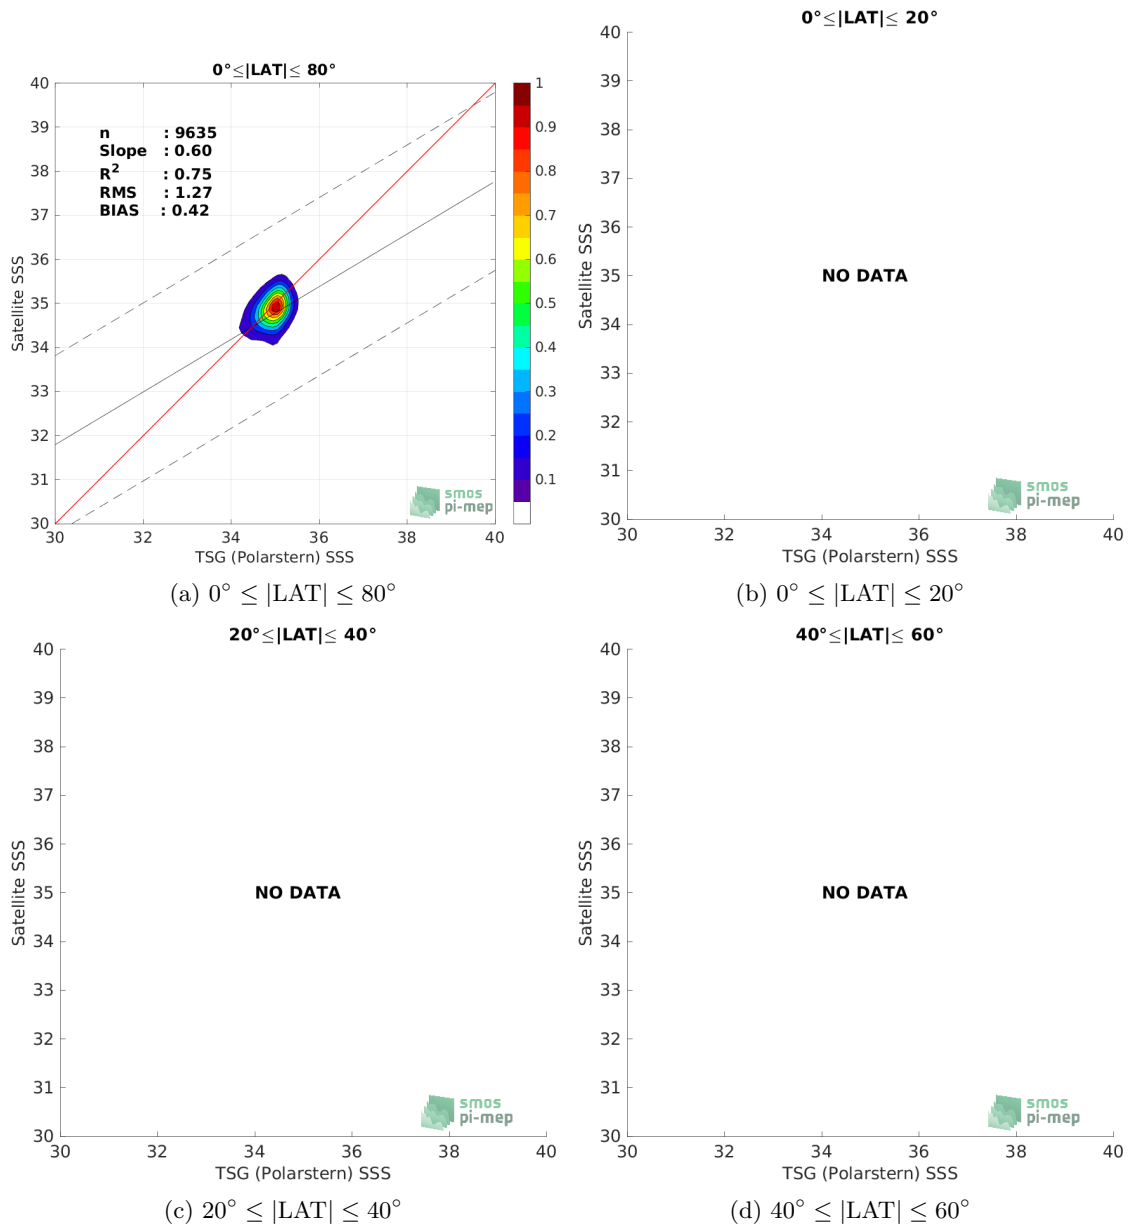 0°≤|LAT|≤ 80°
40
39
38
37
36
35
34
33
32
31
30
30
32
34
36
38
40
Satellite SSS
TSG (Polarstern) SSS
n : 9635
Slope : 0.60
R² : 0.75
RMS : 1.27
BIAS : 0.42
1
0.9
0.8
0.7
0.6
0.5
0.4
0.3
0.2
0.1
smos
pi-mep
(a) 0° ≤ |LAT| ≤ 80°
0°≤|LAT|≤ 20°
40
39
38
37
36
35
34
33
32
31
30
30
32
34
36
38
40
Satellite SSS
TSG (Polarstern) SSS
NO DATA
smos
pi-mep
(b) 0° ≤ |LAT| ≤ 20°
20°≤|LAT|≤ 40°
40
39
38
37
36
35
34
33
32
31
30
30
32
34
36
38
40
Satellite SSS
TSG (Polarstern) SSS
NO DATA
smos
pi-mep
(c) 20° ≤ |LAT| ≤ 40°
40°≤|LAT|≤ 60°
40
39
38
37
36
35
34
33
32
31
30
30
32
34
36
38
40
Satellite SSS
TSG (Polarstern) SSS
NO DATA
smos
pi-mep
(d) 40° ≤ |LAT| ≤ 60°